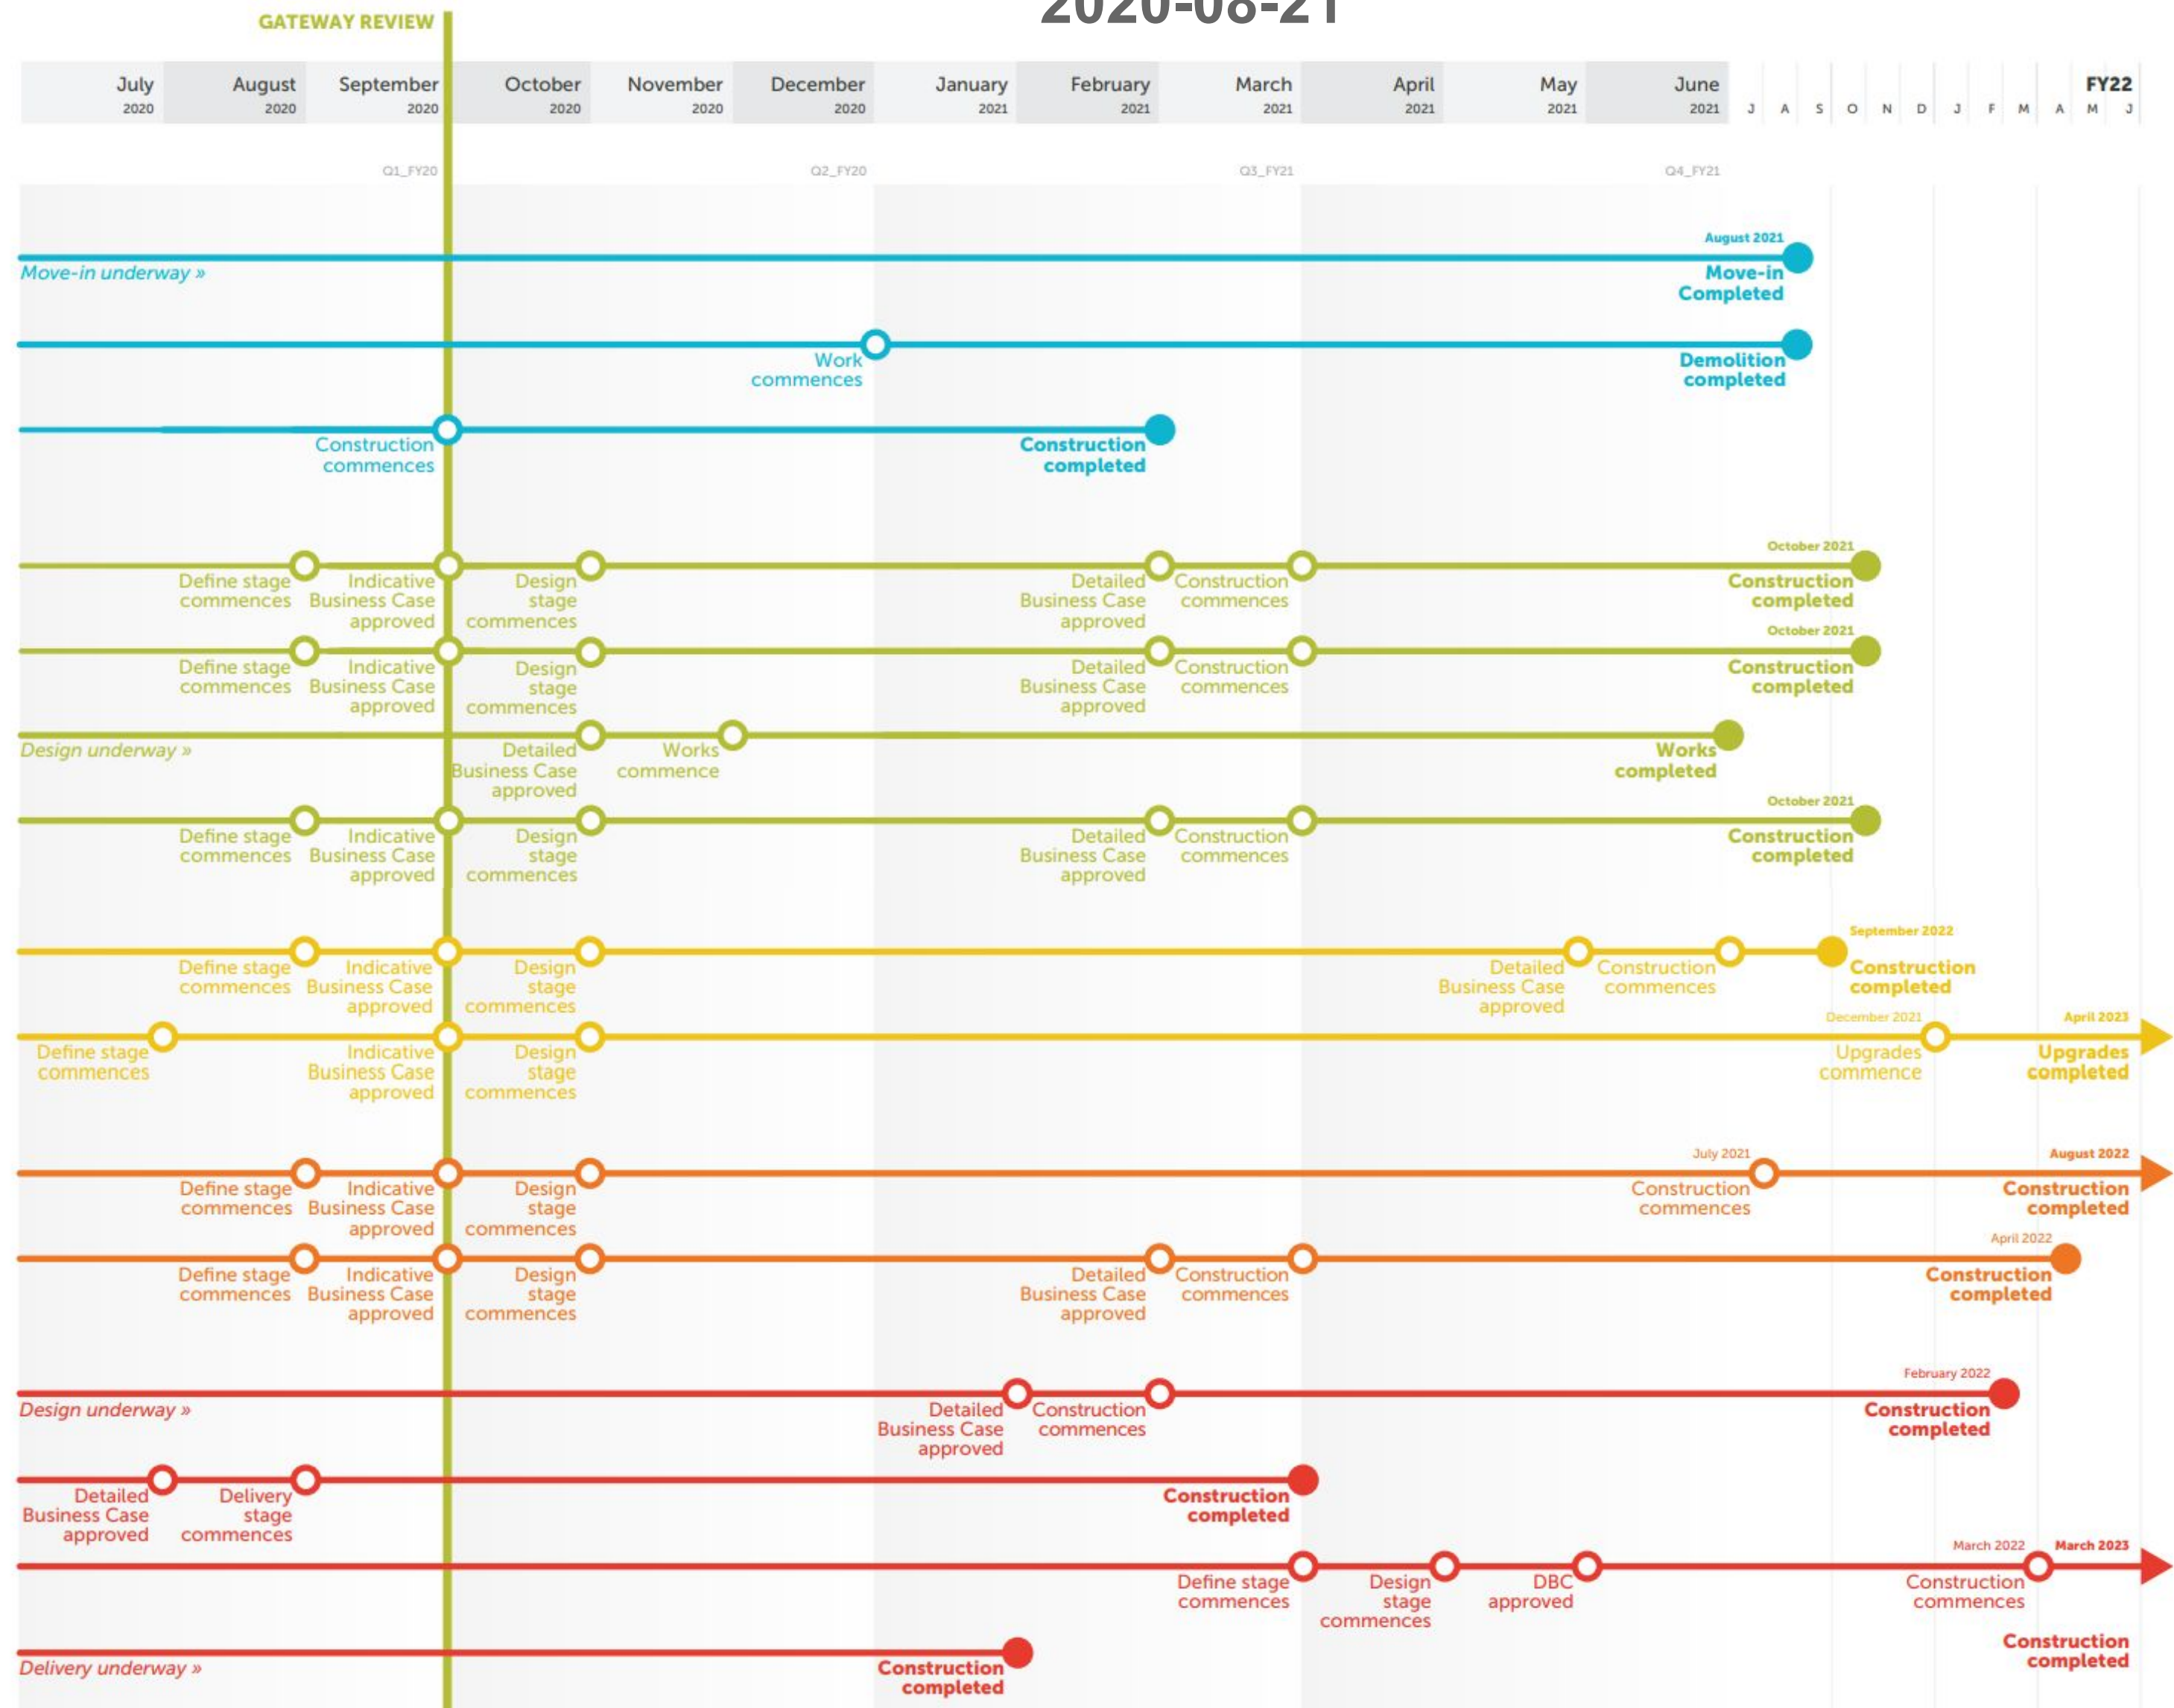 2020-08-21
GATEWAY REVIEW
July August September October November December January February March April May June FY22
2020 2020 2020 2020 2020 2020 2021 2021 2021 2021 2021 2021 J A S O N D J F M A M J
Q1_FY20 Q2_FY20 Q3_FY21 Q4_FY21
August 2021
Move-in underway » Move-in
Completed
Work Demolition
commences completed
Construction Construction
commences completed
October 2021
Define stage Indicative Design Detailed Construction Construction
commences Business Case stage Business Case commences completed
approved commences approved
October 2021
Define stage Indicative Design Detailed Construction Construction
commences Business Case stage Business Case commences completed
approved commences approved
Design underway » Detailed Works Works
Business Case commence completed
approved
October 2021
Define stage Indicative Design Detailed Construction Construction
commences Business Case stage Business Case commences completed
approved commences approved
September 2022
Define stage Indicative Design Detailed Construction Construction
commences Business Case stage Business Case commences completed
approved commences approved
December 2021 April 2023
Define stage Indicative Design Upgrades Upgrades
commences Business Case stage commence completed
approved commences
July 2021 August 2022
Define stage Indicative Design Construction Construction
commences Business Case stage commences completed
approved commences
April 2022
Define stage Indicative Design Detailed Construction Construction
commences Business Case stage Business Case commences completed
approved commences approved
February 2022
Design underway » Detailed Construction Construction
Business Case commences completed
approved
Detailed Delivery Construction
Business Case stage completed
approved commences
March 2022 March 2023
Define stage Design DBC Construction
commences stage approved commences
commences
Construction
completed
Delivery underway » Construction
completed